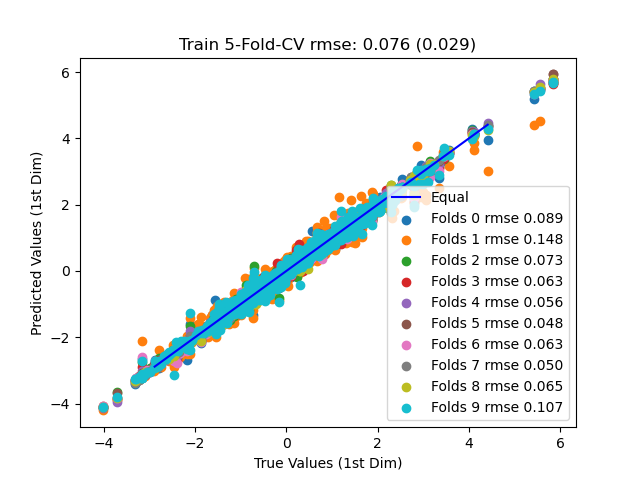 Train 5-Fold-CV rmse: 0.076 (0.029)
Predicted Values (1st Dim)
6
4
2
0
−2
−4
Equal
Folds 0 rmse 0.089
Folds 1 rmse 0.148
Folds 2 rmse 0.073
Folds 3 rmse 0.063
Folds 4 rmse 0.056
Folds 5 rmse 0.048
Folds 6 rmse 0.063
Folds 7 rmse 0.050
Folds 8 rmse 0.065
Folds 9 rmse 0.107
−4 −2 0 2 4 6
True Values (1st Dim)